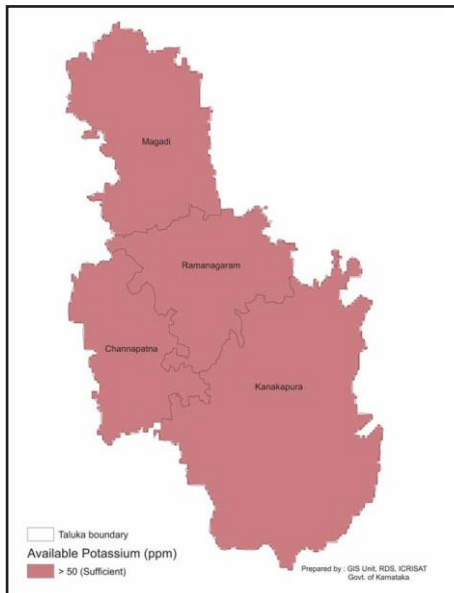 Magadi
Ramanagaram
Channapatna
Kanakapura
Taluka boundary
Available Potassium (ppm)
> 50 (Sufficient)
Prepared by : GIS Unit, RDS, ICRISAT
Govt. of Karnataka